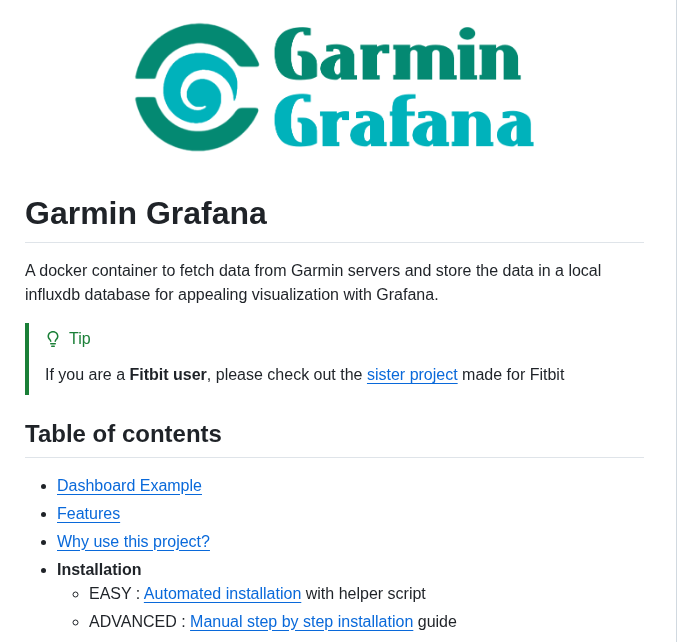 Garmin
Grafana
Garmin Grafana
A docker container to fetch data from Garmin servers and store the data in a local
influxdb database for appealing visualization with Grafana.
Tip
If you are a Fitbit user, please check out the sister project made for Fitbit
Table of contents
Dashboard Example
Features
Why use this project?
Installation
EASY : Automated installation with helper script
ADVANCED : Manual step by step installation guide